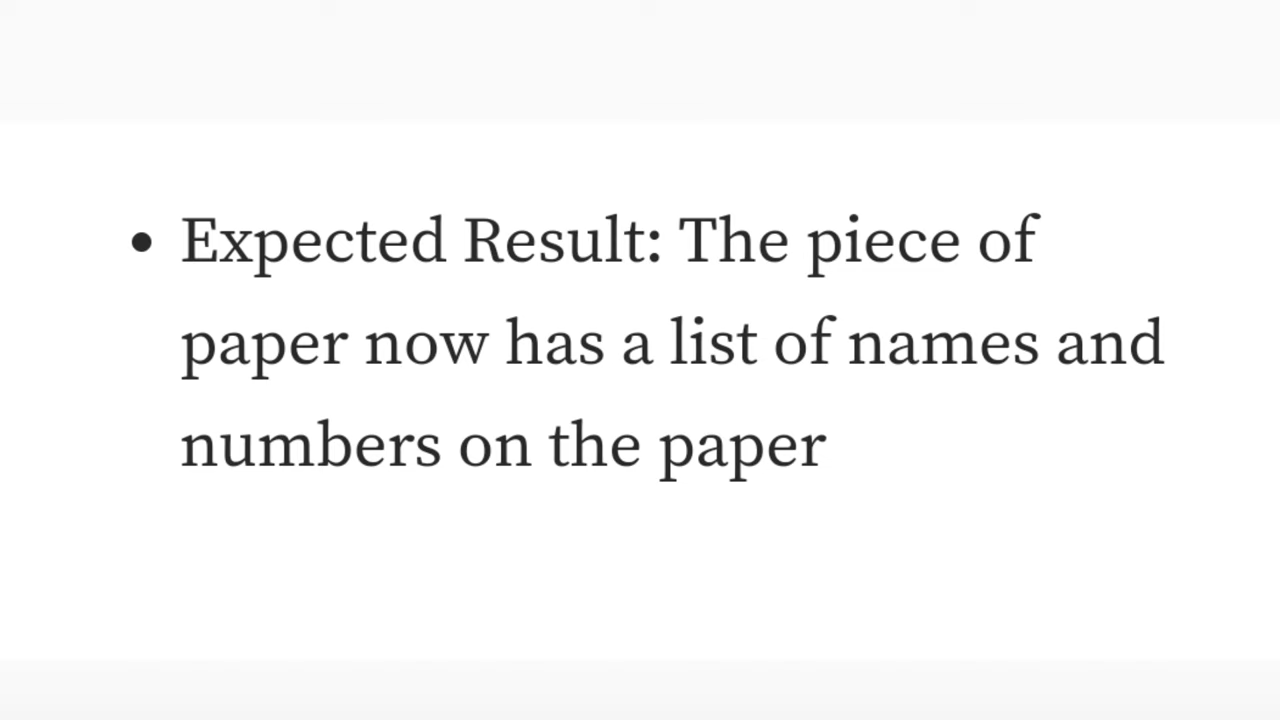 • Expected Result: The piece of
paper now has a list of names and
numbers on the paper